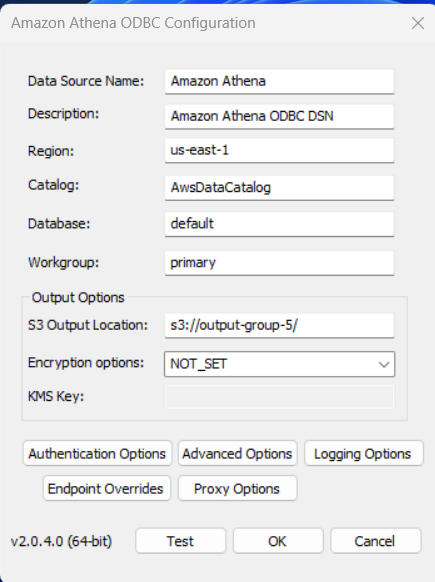 Amazon Athena ODBC Configuration
Data Source Name: Amazon Athena
Description: Amazon Athena ODBC DSN
Region: us-east-1
Catalog: AwsDataCatalog
Database: default
Workgroup: primary
Output Options
S3 Output Location: s3://output-group-5/
Encryption options: NOT_SET
KMS Key:
Authentication Options Advanced Options Logging Options
Endpoint Overrides Proxy Options
v2.0.4.0 (64-bit) Test OK Cancel